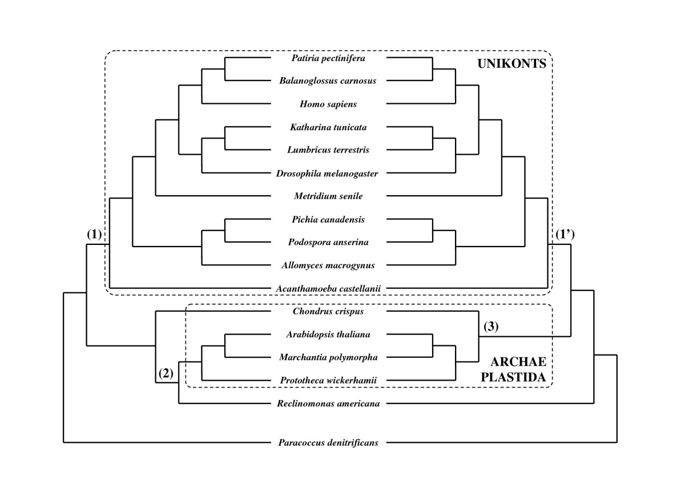 Patiria pectinifera
UNIKONTS
Balanoglossus carnosus
Homo sapiens
Katharina tunicata
Lumbricus terrestris
Drosophila melanogaster
Metridium senile
Pichia canadensis
(1)
(1’)
Podospora anserina
Allomyces macrogynus
Acanthamoeba castellanii
Chondrus crispus
(3)
Arabidopsis thaliana
Marchantia polymorpha
ARCHAE
PLASTIDA
(2)
Prototheca wickerhamii
Reclinomonas americana
Paracoccus denitrificans